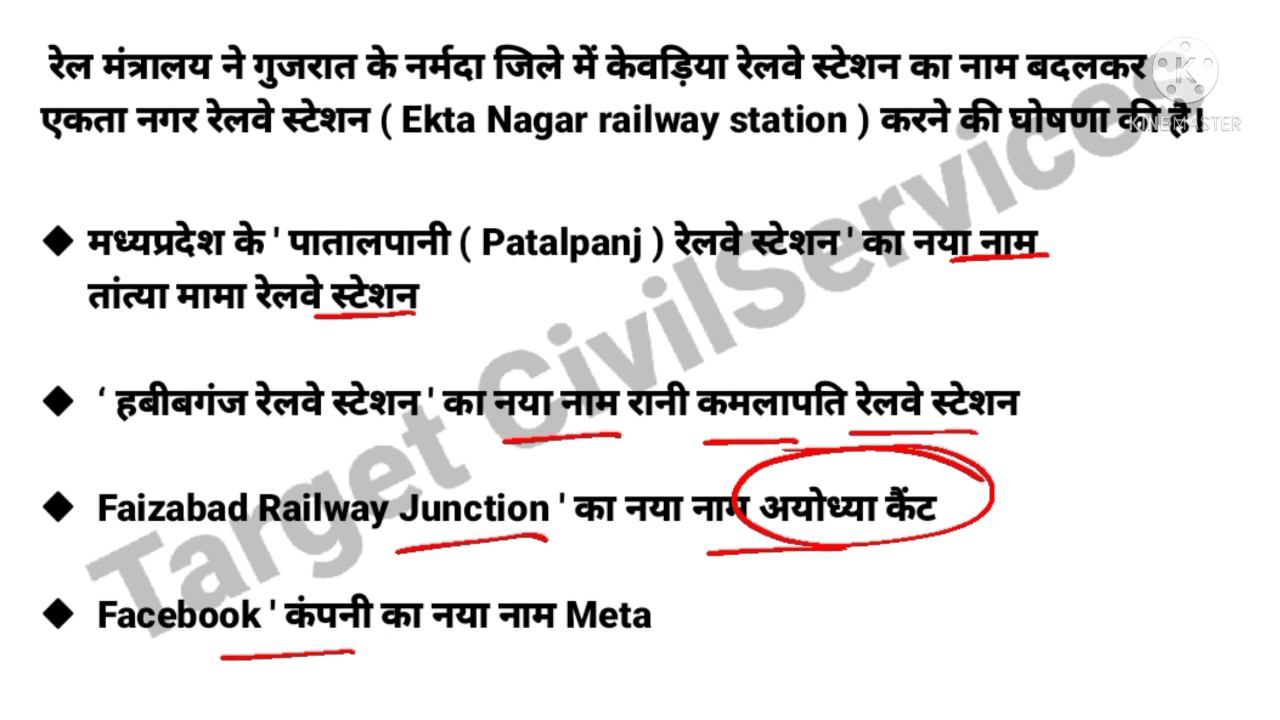 रेल मंत्रालय ने गुजरात के नर्मदा जिले में केवड़िया रेलवे स्टेशन का नाम बदलकर
एकता नगर रेलवे स्टेशन ( Ekta Nagar railway station ) करने की घोषणा की है।
KINEMASTER
◆ मध्यप्रदेश के ' पातालपानी ( Patalpanj ) रेलवे स्टेशन ' का नया नाम
तांत्या मामा रेलवे स्टेशन
◆ ‘ हबीबगंज रेलवे स्टेशन ' का नया नाम रानी कमलापति रेलवे स्टेशन
◆ Faizabad Railway Junction ' का नया नाम अयोध्या कैंट
◆ Facebook ' कंपनी का नया नाम Meta
Target CivilServices